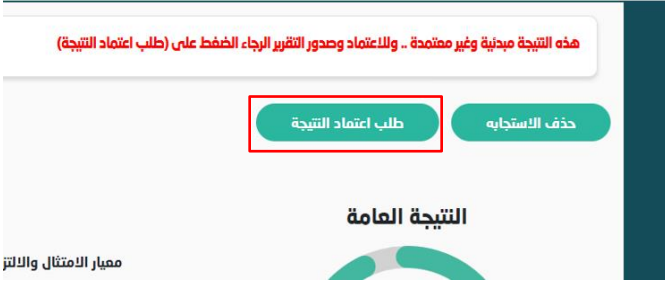 هذه النتيجة مبدئية وغير معتمدة .. وللاعتماد وصدور التقرير الرجاء الضغط على (طلب اعتماد النتيجة)
حذف الاستجابه
طلب اعتماد النتيجة
النتيجة العامة
معيار الامتثال